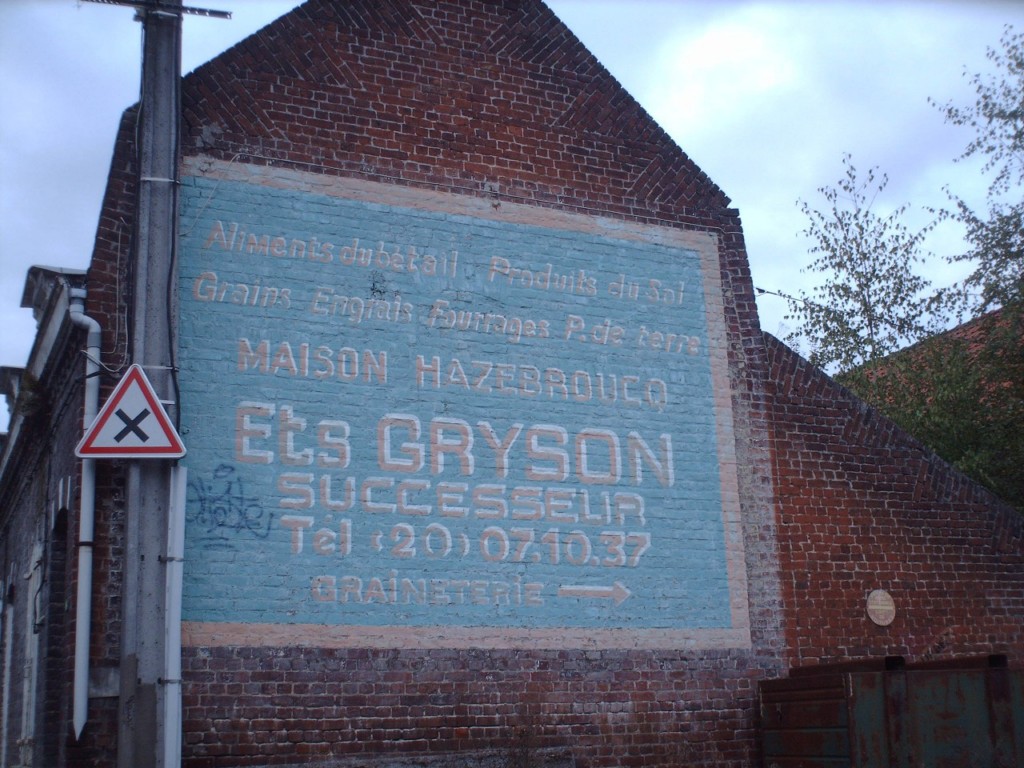 Aliments du bétail Produits du Sol
Grains Engrais Fourrages P. de terre
MAISON HAZEBROUCQ
Ets GRYSON
SUCCESSEUR
Tel (20) 07.10.37
GRAINETERIE →